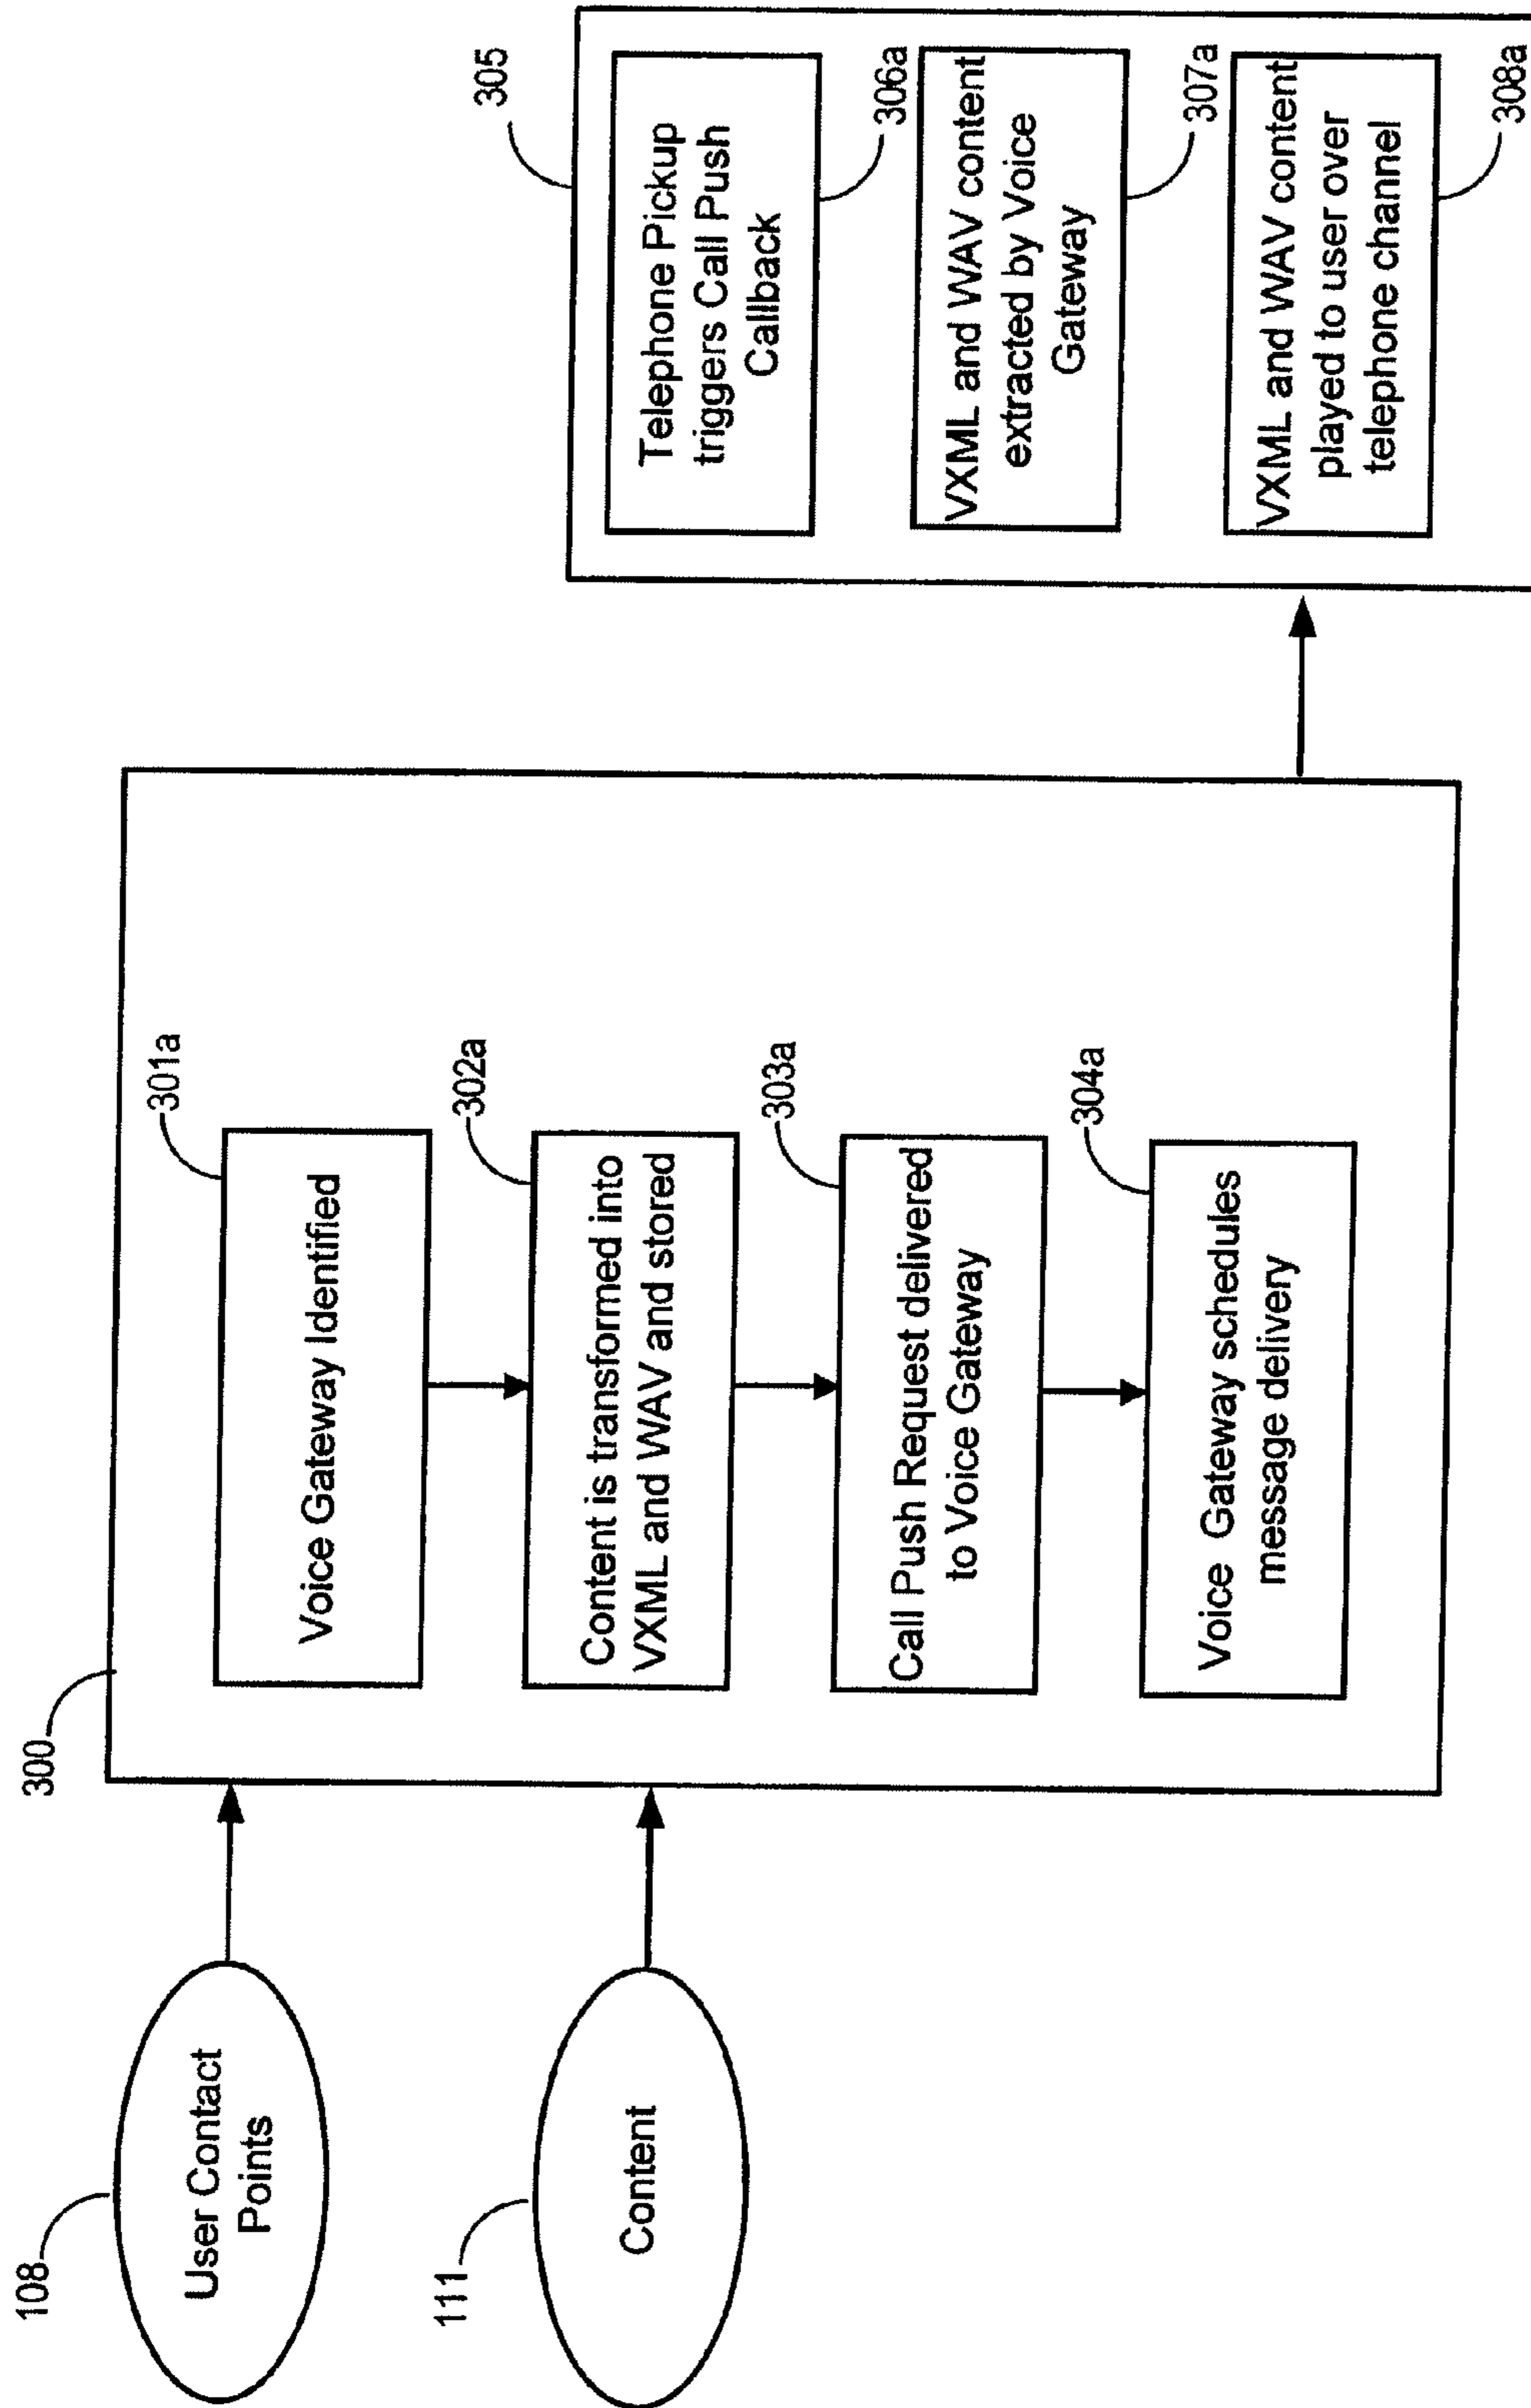 108
User Contact
Points
111
Content
300
Voice Gateway Identified
301a
Content is transformed into
VXML and WAV and stored
302a
Call Push Request delivered
to Voice Gateway
303a
Voice Gateway schedules
message delivery
304a
305
Telephone Pickup
triggers Call Push
Callback
306a
VXML and WAV content
extracted by Voice
Gateway
307a
VXML and WAV content
played to user over
telephone channel
308a